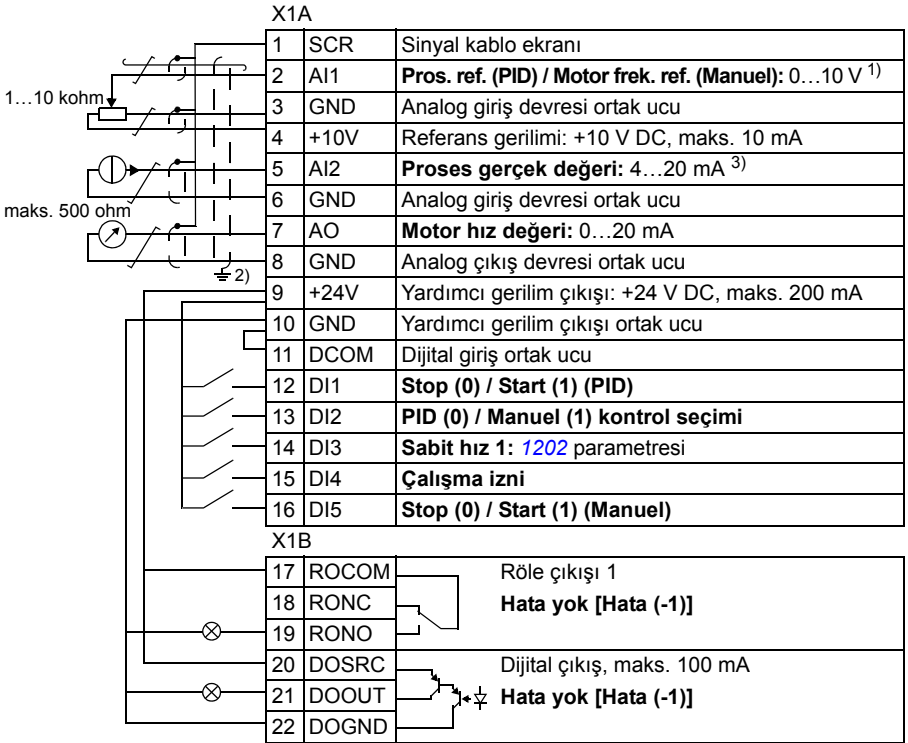 X1A
1 SCR Sinyal kablo ekranı
2 AI1 Pros. ref. (PID) / Motor frek. ref. (Manuel): 0…10 V 1)
1…10 kohm
3 GND Analog giriş devresi ortak ucu
4 +10V Referans gerilimi: +10 V DC, maks. 10 mA
5 AI2 Proses gerçek değeri: 4…20 mA 3)
6 GND Analog giriş devresi ortak ucu
maks. 500 ohm
7 AO Motor hız değeri: 0…20 mA
8 GND Analog çıkış devresi ortak ucu
2)
9 +24V Yardımcı gerilim çıkışı: +24 V DC, maks. 200 mA
10 GND Yardımcı gerilim çıkışı ortak ucu
11 DCOM Dijital giriş ortak ucu
12 DI1 Stop (0) / Start (1) (PID)
13 DI2 PID (0) / Manuel (1) kontrol seçimi
14 DI3 Sabit hız 1: 1202 parametresi
15 DI4 Çalışma izni
16 DI5 Stop (0) / Start (1) (Manuel)
X1B
17 ROCOM Röle çıkışı 1
18 RONC Hata yok [Hata (-1)]
19 RONO
20 DOSRC Dijital çıkış, maks. 100 mA
21 DOOUT Hata yok [Hata (-1)]
22 DOGND